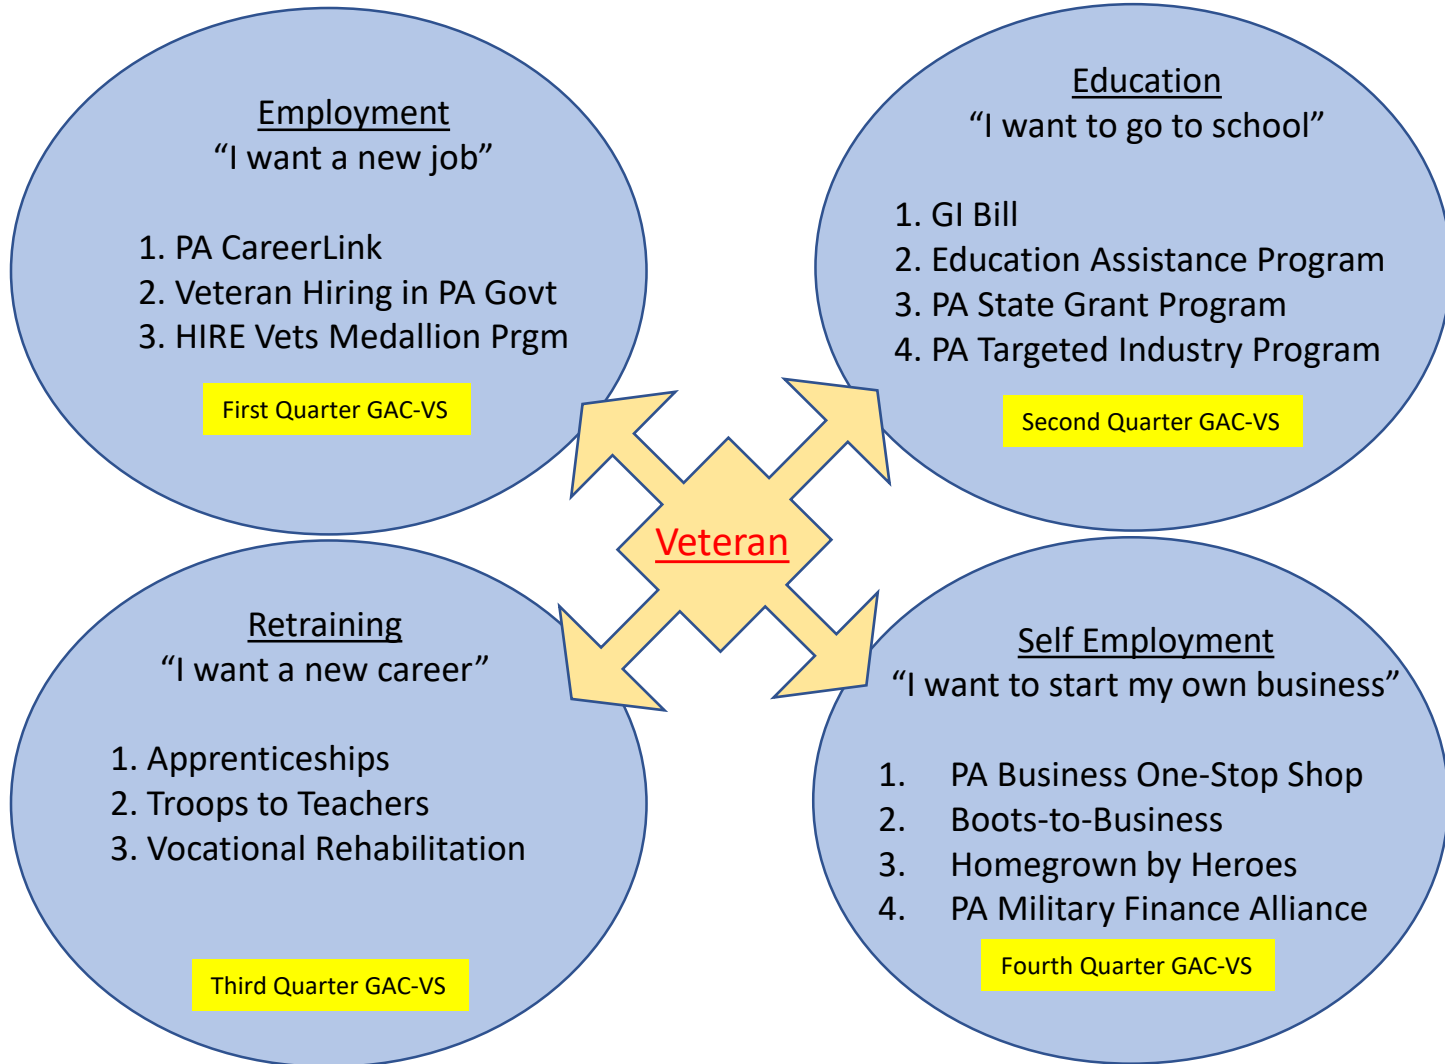 Employment
“I want a new job”
1. PA CareerLink
2. Veteran Hiring in PA Govt
3. HIRE Vets Medallion Prgm
First Quarter GAC-VS
Education
“I want to go to school”
1. GI Bill
2. Education Assistance Program
3. PA State Grant Program
4. PA Targeted Industry Program
Second Quarter GAC-VS
Veteran
Retraining
“I want a new career”
1. Apprenticeships
2. Troops to Teachers
3. Vocational Rehabilitation
Third Quarter GAC-VS
Self Employment
“I want to start my own business”
1. PA Business One-Stop Shop
2. Boots-to-Business
3. Homegrown by Heroes
4. PA Military Finance Alliance
Fourth Quarter GAC-VS